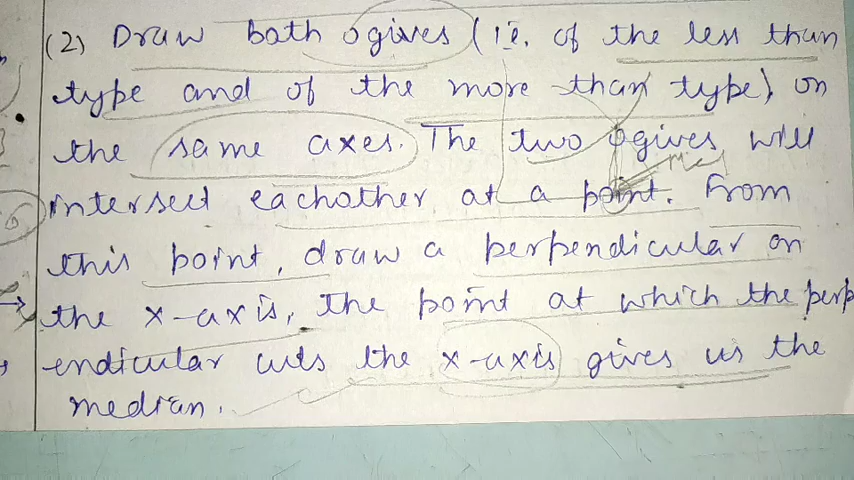 (2) Draw both ogives (i.e. of the less than
type and of the more than type) on
the same axes. The two ogives will
intersect eachother at a point. From
this point, draw a perpendicular on
the x-axis, the point at which the perp
endicular cuts the x-axis gives us the
median.